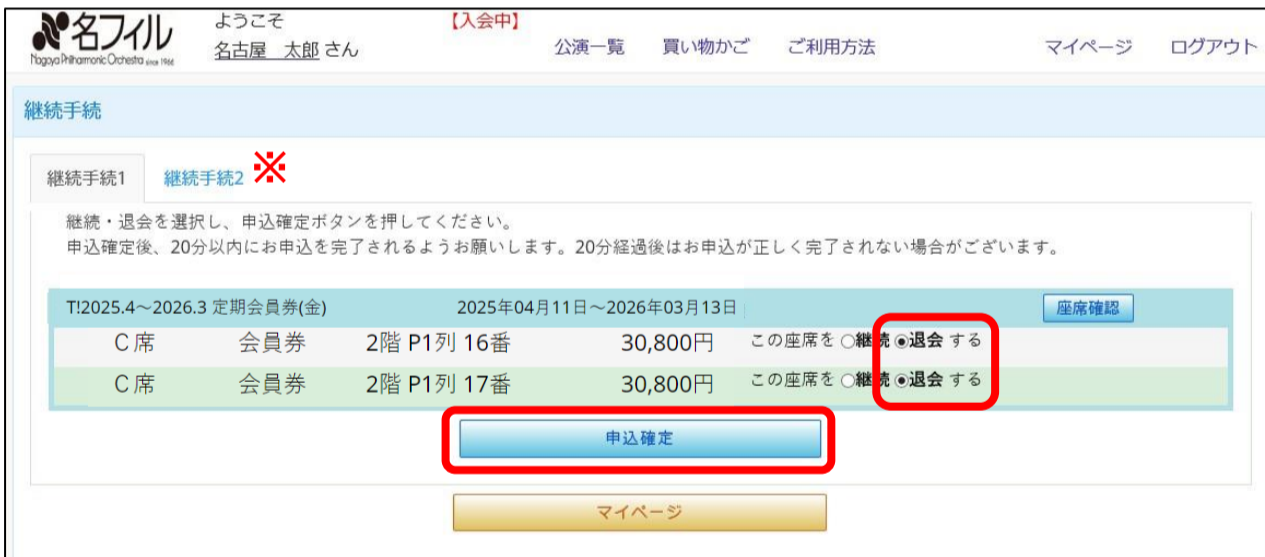 名フィル
Nagoya Philharmonic Orchestra since 1966
ようこそ
名古屋 太郎 さん
【入会中】
公演一覧 買い物かご ご利用方法 マイページ ログアウト
継続手続
継続手続1 継続手続2 ※
継続・退会を選択し、申込確定ボタンを押してください。
申込確定後、20分以内にお申込を完了されるようお願いします。20分経過後はお申込が正しく完了されない場合がございます。
T!2025.4～2026.3 定期会員券(金) 2025年04月11日～2026年03月13日 座席確認
C席 会員券 2階 P1列 16番 30,800円 この座席を ○継続 ◉退会 する
C席 会員券 2階 P1列 17番 30,800円 この座席を ○継続 ◉退会 する
申込確定
マイページ